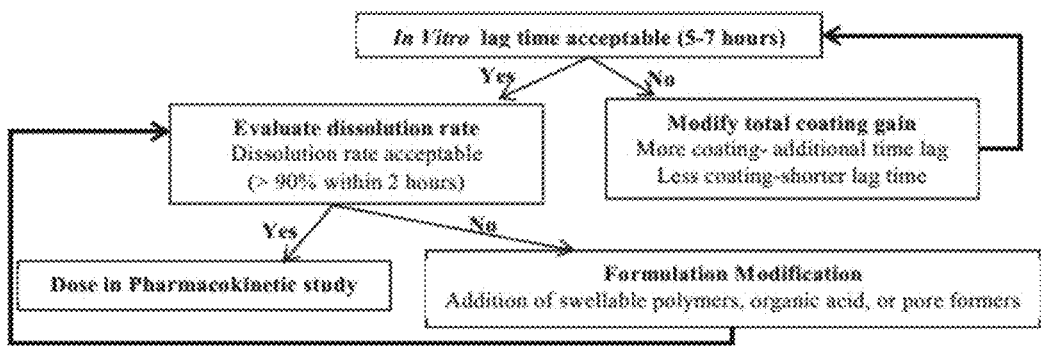 In Vitro lag time acceptable (5-7 hours)
Yes
No
Evaluate dissolution rate
Dissolution rate acceptable
(> 90% within 2 hours)
Modify total coating gain
More coating- additional time lag
Less coating-shorter lag time
Yes
No
Dose in Pharmacokinetic study
Formulation Modification
Addition of swellable polymers, organic acid, or pore formers